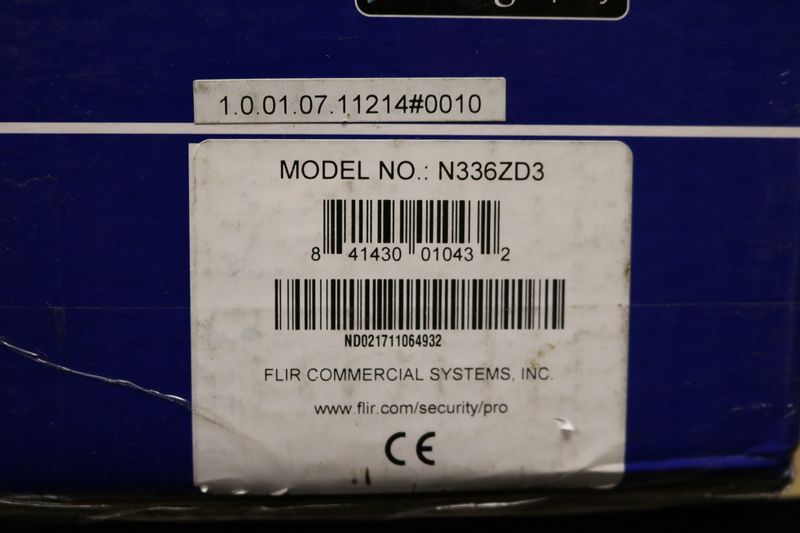 1.0.01.07.11214#0010
MODEL NO.: N336ZD3
8 41430 01043 2
ND021711064932
FLIR COMMERCIAL SYSTEMS, INC.
www.flir.com/security/pro
CE